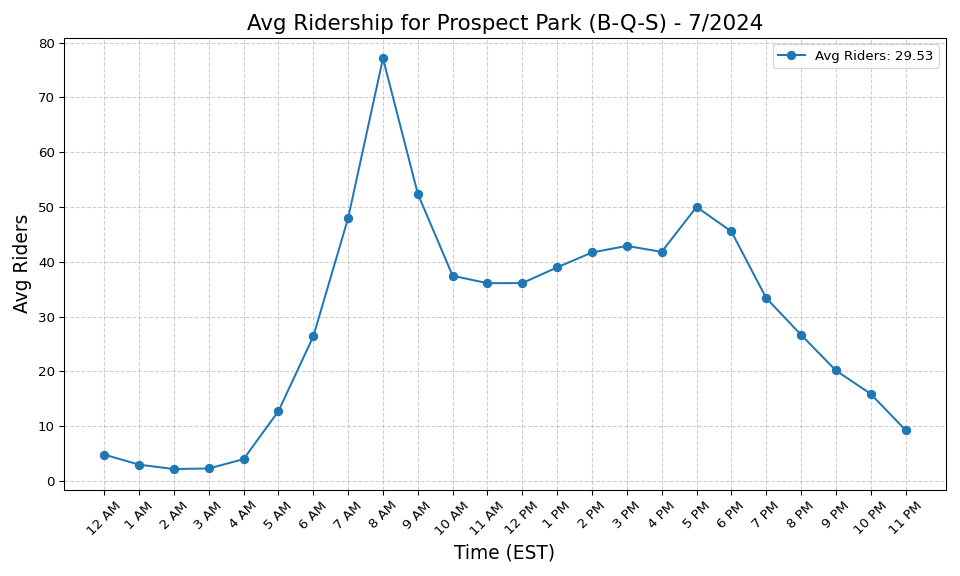 Avg Ridership for Prospect Park (B-Q-S) - 7/2024
Avg Riders: 29.53
Avg Riders
80
70
60
50
40
30
20
10
0
12 AM
1 AM
2 AM
3 AM
4 AM
5 AM
6 AM
7 AM
8 AM
9 AM
10 AM
11 AM
12 PM
1 PM
2 PM
3 PM
4 PM
5 PM
6 PM
7 PM
8 PM
9 PM
10 PM
11 PM
Time (EST)